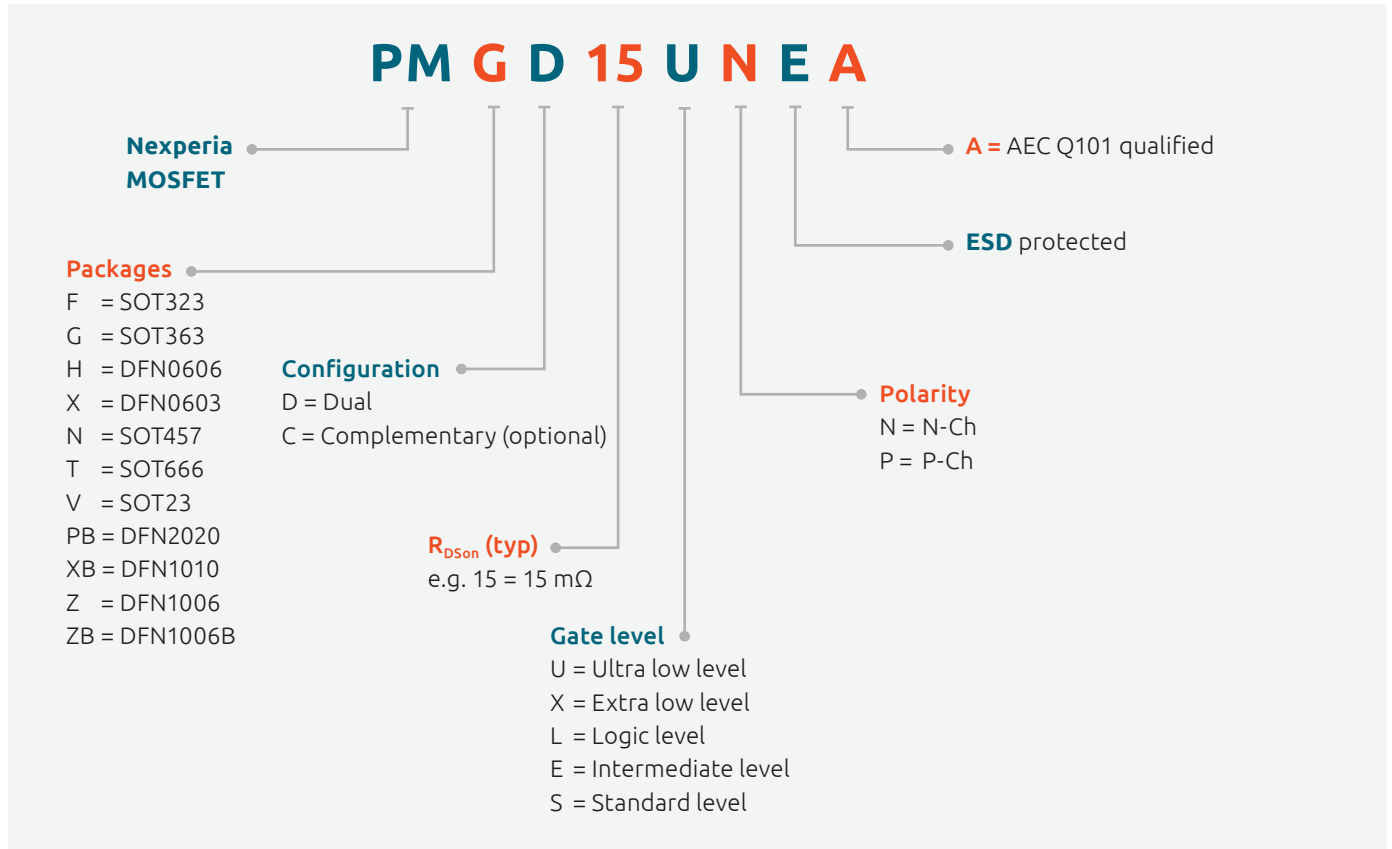 PM G D 15 U N E A
Nexperia
MOSFET
A = AEC Q101 qualified
ESD protected
Packages
F = SOT323
G = SOT363
H = DFN0606
X = DFN0603
N = SOT457
T = SOT666
V = SOT23
PB = DFN2020
XB = DFN1010
Z = DFN1006
ZB = DFN1006B
Configuration
D = Dual
C = Complementary (optional)
Polarity
N = N-Ch
P = P-Ch
RDSon (typ)
e.g. 15 = 15 mΩ
Gate level
U = Ultra low level
X = Extra low level
L = Logic level
E = Intermediate level
S = Standard level